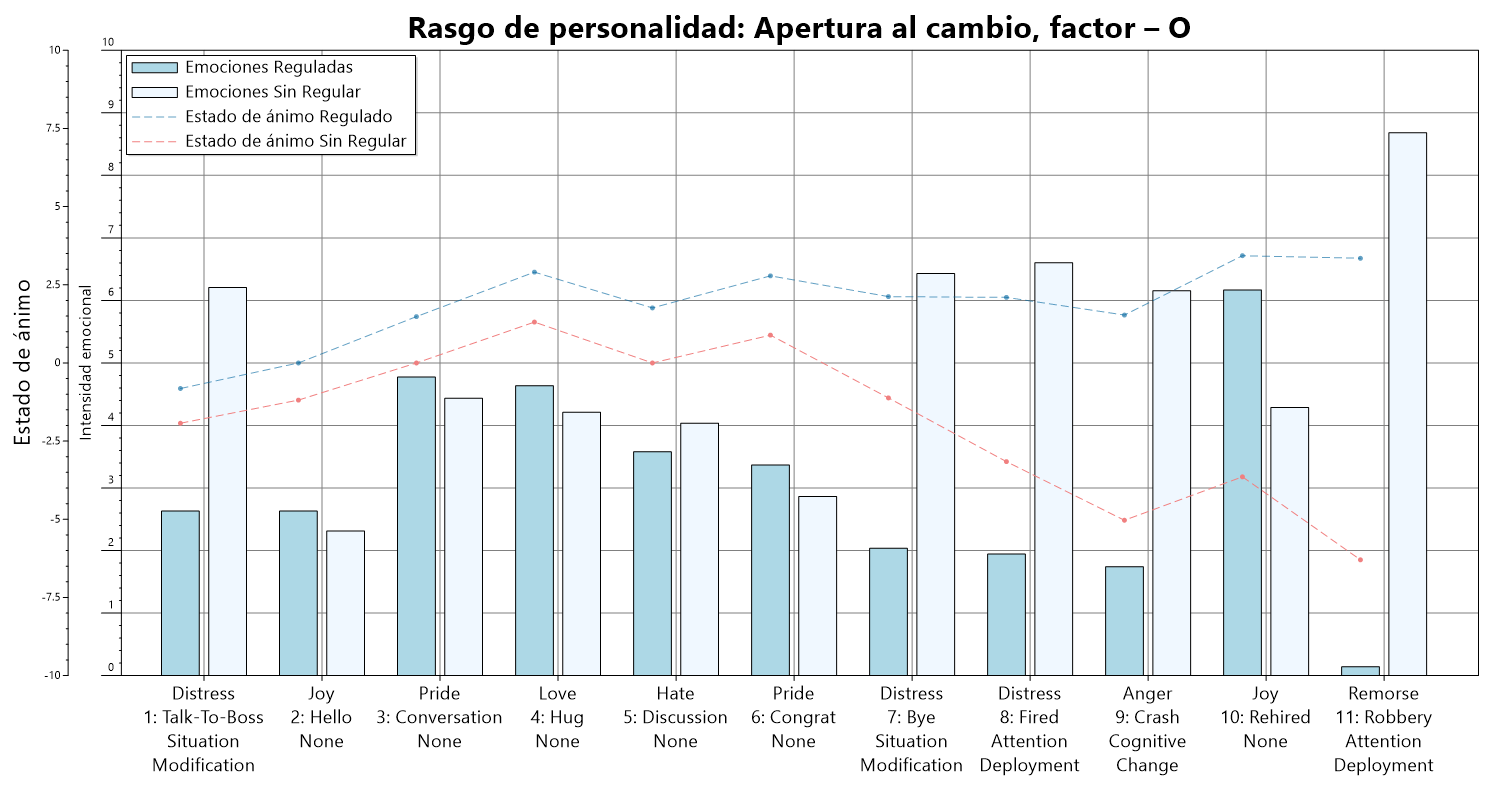 Rasgo de personalidad: Apertura al cambio, factor – O
Emociones Reguladas
Emociones Sin Regular
Estado de ánimo Regulado
Estado de ánimo Sin Regular
Estado de ánimo
10
7.5
5
2.5
0
-2.5
-5
-7.5
-10
Intensidad emocional
10
9
8
7
6
5
4
3
2
1
0
Distress
1: Talk-To-Boss
Situation
Modification
Joy
2: Hello
None
Pride
3: Conversation
None
Love
4: Hug
None
Hate
5: Discussion
None
Pride
6: Congrat
None
Distress
7: Bye
Situation
Modification
Distress
8: Fired
Attention
Deployment
Anger
9: Crash
Cognitive
Change
Joy
10: Rehired
None
Remorse
11: Robbery
Attention
Deployment